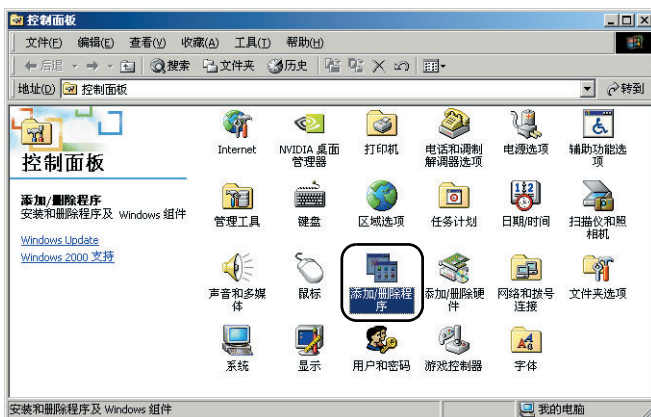 控制面板
文件(F) 编辑(E) 查看(V) 收藏(A) 工具(T) 帮助(H)
后退 搜索 文件夹 历史
地址(D) 控制面板 转到
控制面板
添加/删除程序
安装和删除程序及 Windows 组件
Windows Update
Windows 2000 支持
Internet
NVIDIA 桌面
管理器
打印机
电话和调制
解调器选项
电源选项
辅助功能选
项
管理工具
键盘
区域选项
任务计划
日期/时间
扫描仪和照
相机
声音和多媒
体
鼠标
添加/删除程
序
添加/删除硬
件
网络和拨号
连接
文件夹选项
系统
显示
用户和密码
游戏控制器
字体
安装和删除程序及 Windows 组件 我的电脑